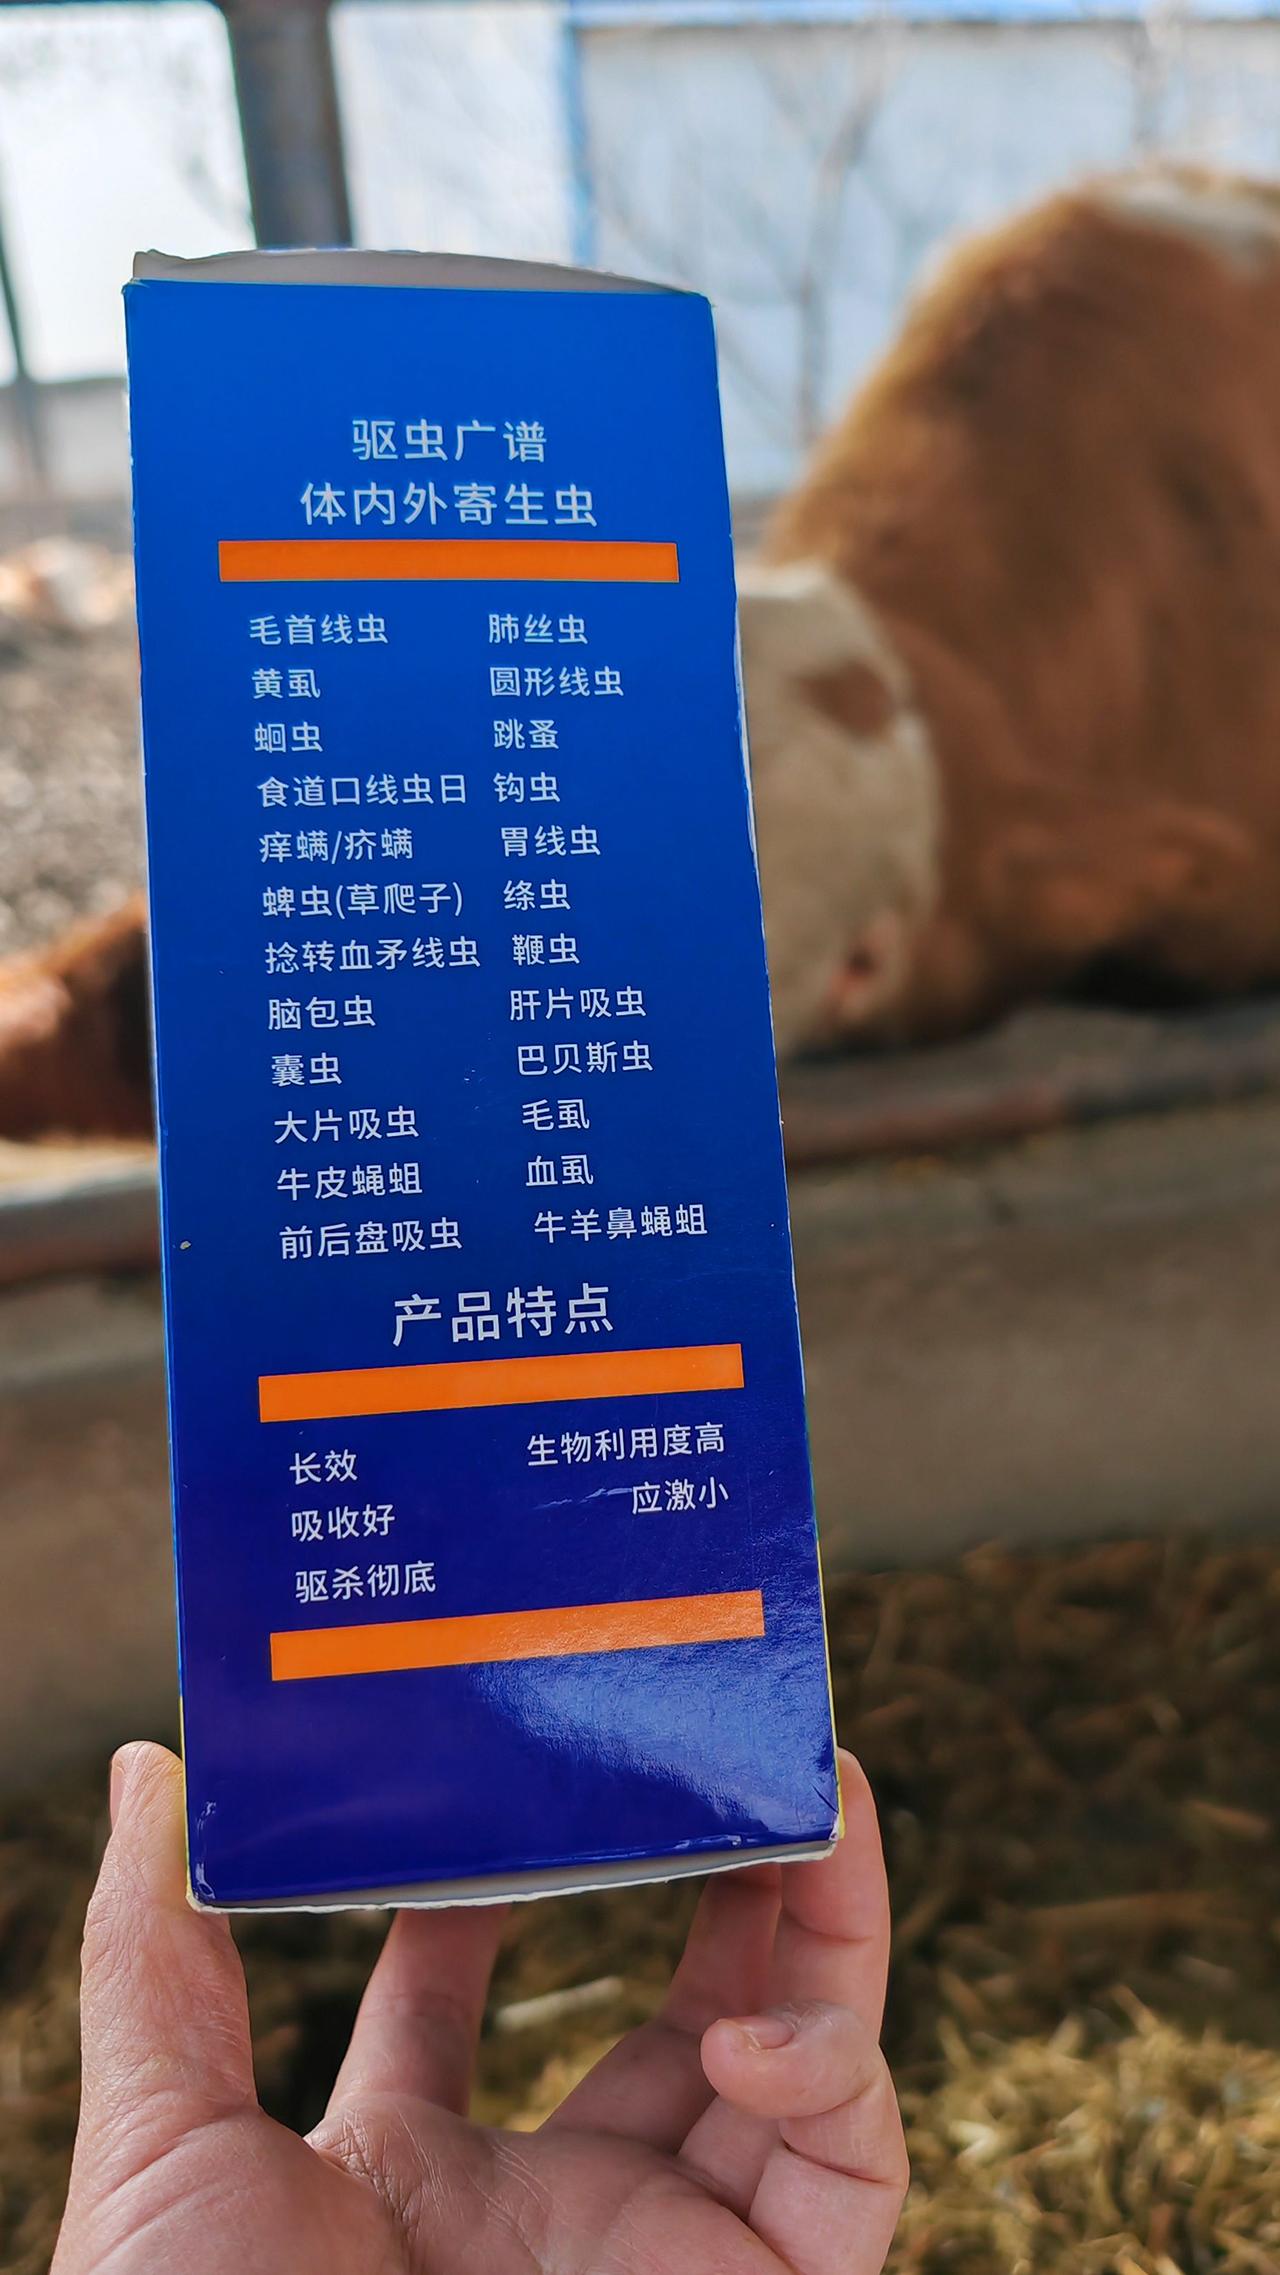 驱虫广谱
体内外寄生虫
毛首线虫 肺丝虫
黄虱 圆形线虫
蛔虫 跳蚤
食道口线虫日 钩虫
痒螨/疥螨 胃线虫
蜱虫(草爬子) 绦虫
捻转血矛线虫 鞭虫
脑包虫 肝片吸虫
囊虫 巴贝斯虫
大片吸虫 毛虱
牛皮蝇蛆 血虱
前后盘吸虫 牛羊鼻蝇蛆
产品特点
长效 生物利用度高
吸收好 应激小
驱杀彻底